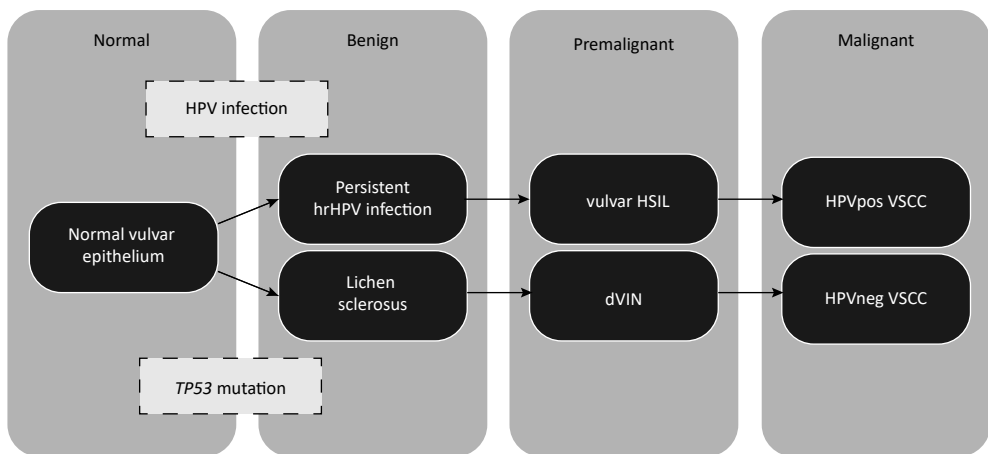 Normal
Benign
Premalignant
Malignant
HPV infection
Persistent
hrHPV infection
vulvar HSIL
HPVpos VSCC
Normal vulvar
epithelium
Lichen
sclerosus
dVIN
HPVneg VSCC
TP53 mutation